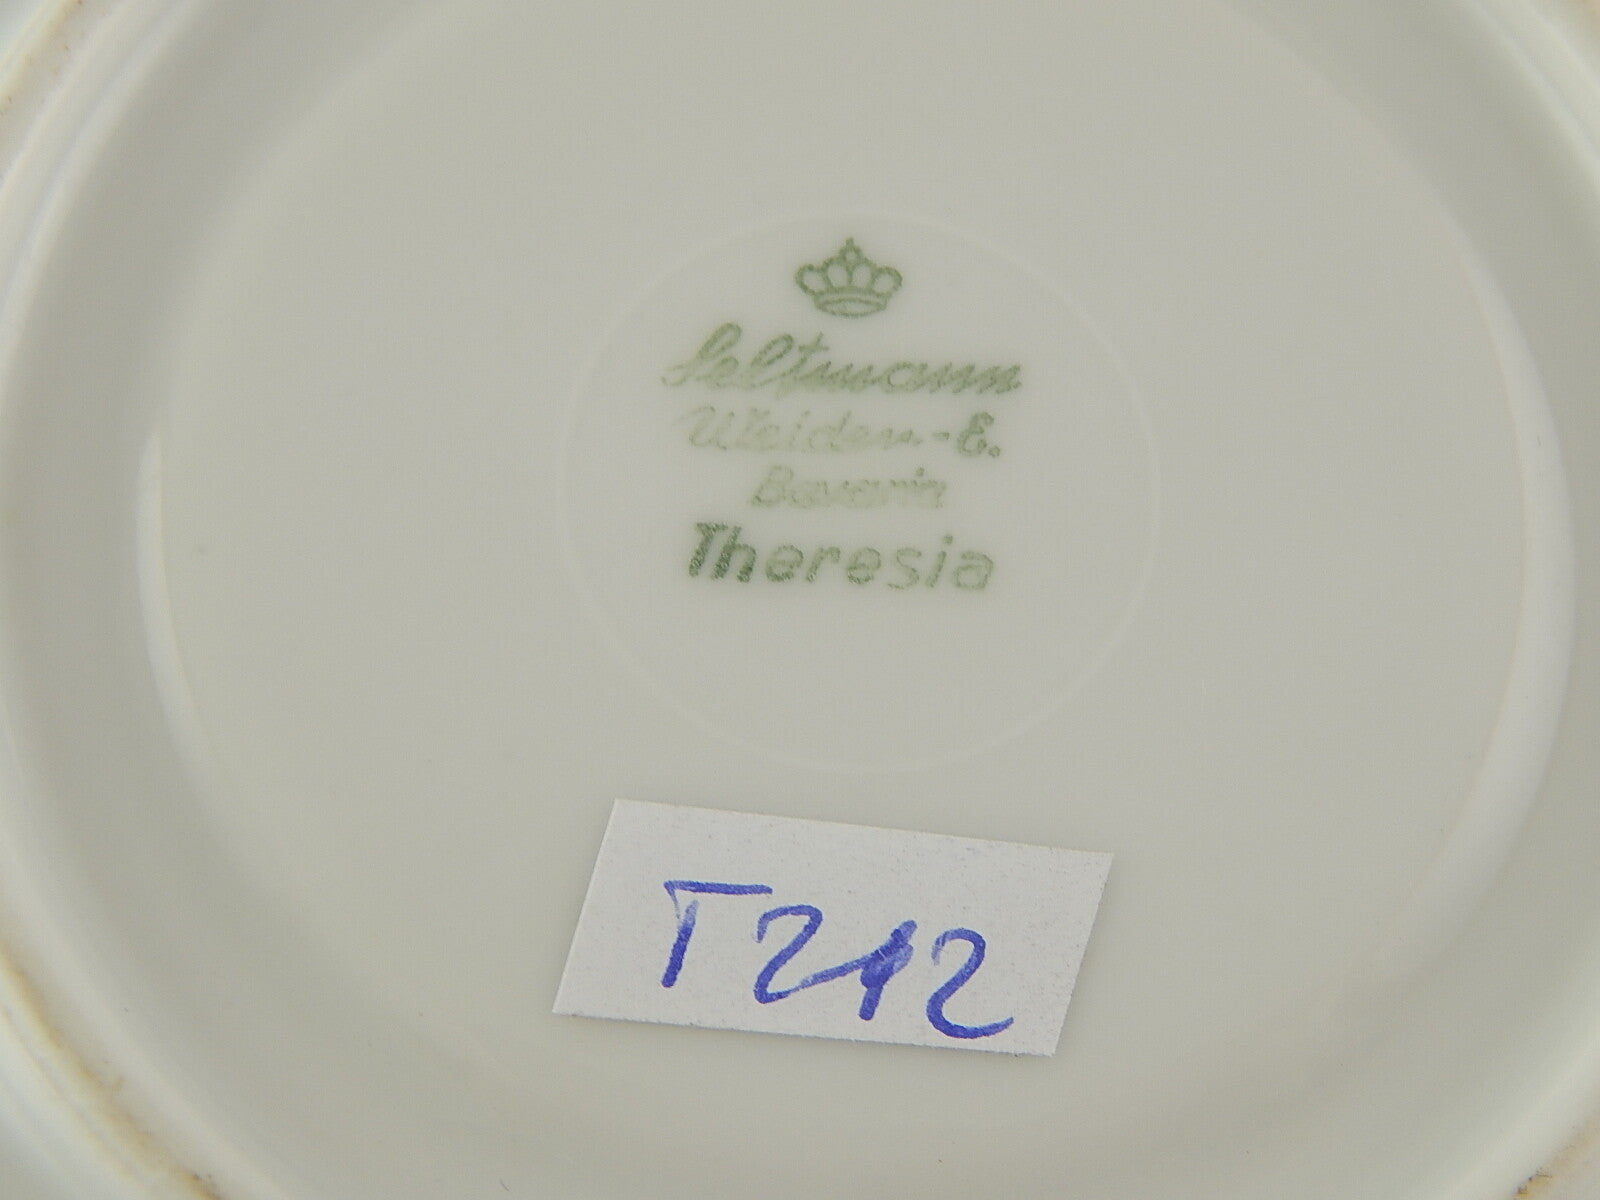 Seltmann
Weiden-E.
Bavaria
Theresia
T212